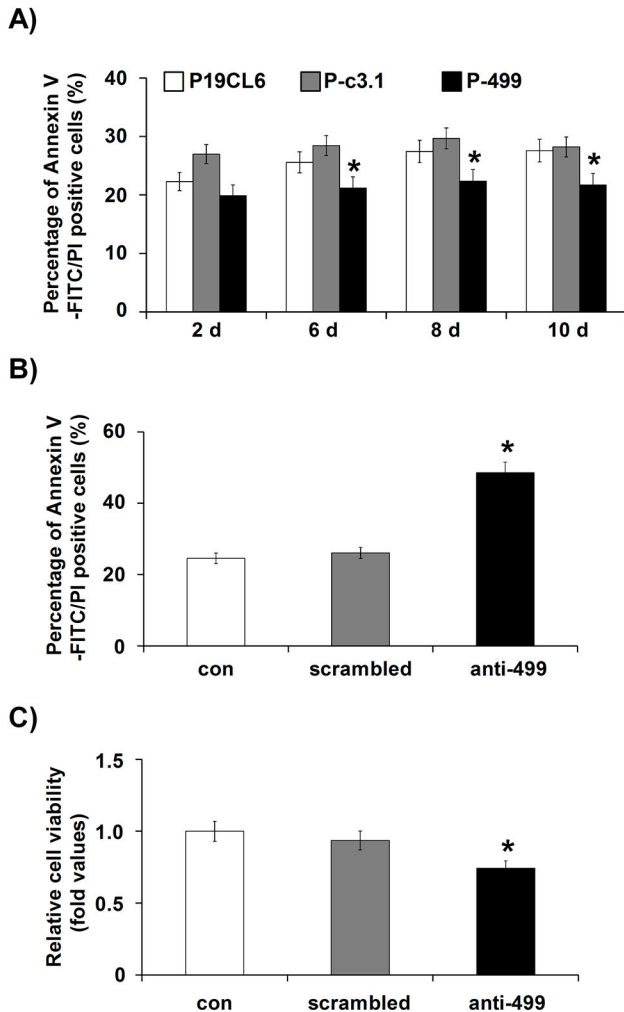 A)
Percentage of Annexin V
-FITC/PI positive cells (%)
40
30
20
10
0
P19CL6
P-c3.1
P-499
*
*
*
2 d
6 d
8 d
10 d
B)
Percentage of Annexin V
-FITC/PI positive cells (%)
60
40
20
0
*
con
scrambled
anti-499
C)
Relative cell viability
(fold values)
1.5
1.0
0.5
0
*
con
scrambled
anti-499